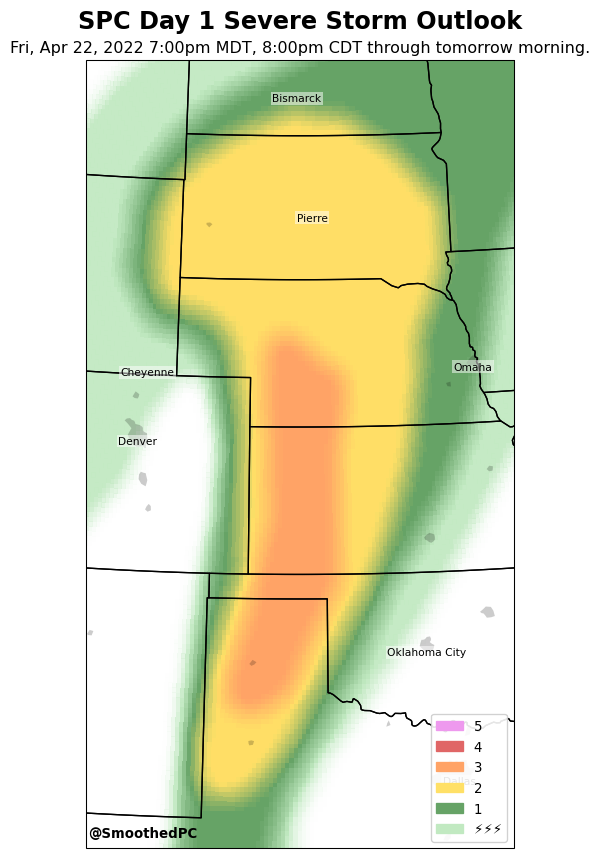 SPC Day 1 Severe Storm Outlook
Fri, Apr 22, 2022 7:00pm MDT, 8:00pm CDT through tomorrow morning.
Bismarck
Pierre
Omaha
Cheyenne
Denver
Oklahoma City
5
4
3
Dallas
2
1
⚡⚡⚡
@SmoothedPC